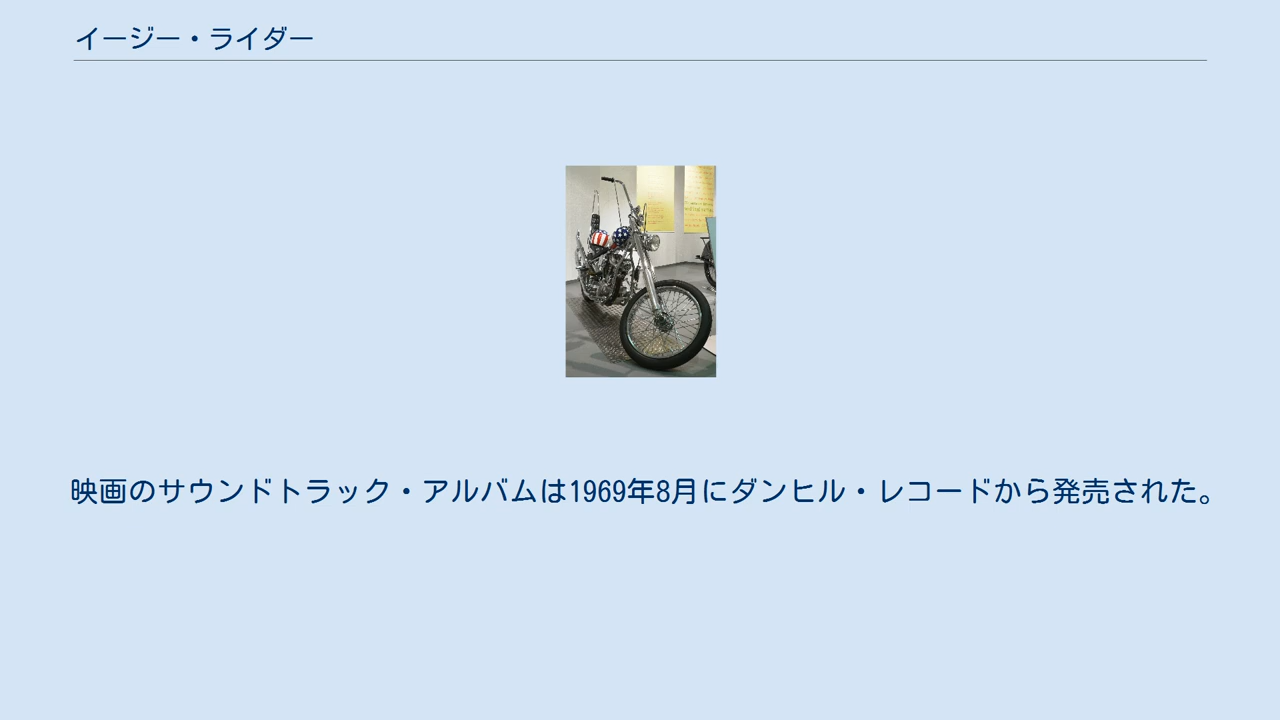 イージー・ライダー
映画のサウンドトラック・アルバムは1969年8月にダンヒル・レコードから発売された。